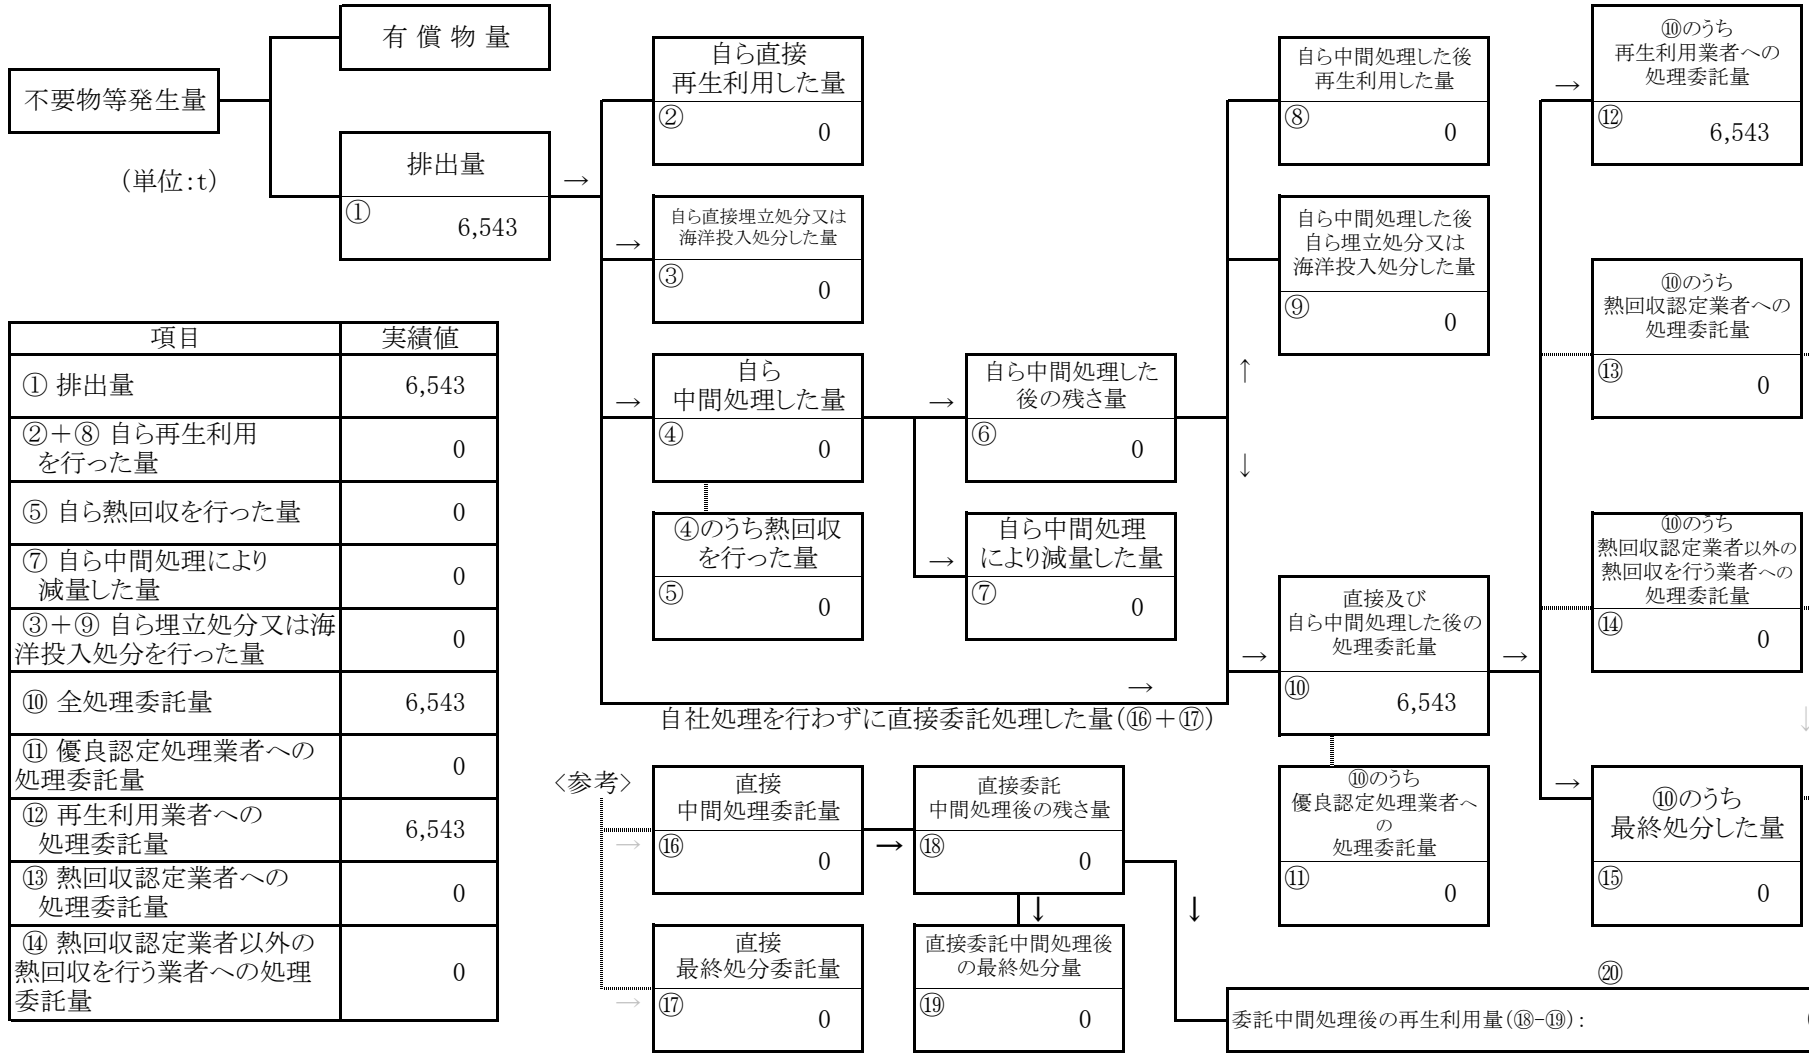 有 償 物 量
不要物等発生量
(単位:t)
排出量
①
6,543
→
自ら直接
再生利用した量
②
0
→
自ら直接埋立処分又は
海洋投入処分した量
③
0
→
自ら
中間処理した量
④
0
④のうち熱回収
を行った量
⑤
0
→
自ら中間処理した
後の残さ量
⑥
0
→
自ら中間処理
により減量した量
⑦
0
↑
↓
自ら中間処理した後
再生利用した量
⑧
0
自ら中間処理した後
自ら埋立処分又は
海洋投入処分した量
⑨
0
→
自社処理を行わずに直接委託処理した量(⑯+⑰)
→
直接及び
自ら中間処理した後の
処理委託量
⑩
6,543
⑩のうち
優良認定処理業者へ
の
処理委託量
⑪
0
→
→
⑩のうち
再生利用業者への
処理委託量
⑫
6,543
⑩のうち
熱回収認定業者への
処理委託量
⑬
0
⑩のうち
熱回収認定業者以外の
熱回収を行う業者への
処理委託量
⑭
0
↓
→
⑩のうち
最終処分した量
⑮
0
項目 実績値
① 排出量 6,543
②+⑧ 自ら再生利用
を行った量 0
⑤ 自ら熱回収を行った量 0
⑦ 自ら中間処理により
減量した量 0
③+⑨ 自ら埋立処分又は海
洋投入処分を行った量 0
⑩ 全処理委託量 6,543
⑪ 優良認定処理業者への
処理委託量 0
⑫ 再生利用業者への
処理委託量 6,543
⑬ 熱回収認定業者への
処理委託量 0
⑭ 熱回収認定業者以外の
熱回収を行う業者への処理
委託量 0
<参考>
→
直接
中間処理委託量
⑯
0
→
直接委託
中間処理後の残さ量
⑱
0
↓
↓
→
直接
最終処分委託量
⑰
0
直接委託中間処理後
の最終処分量
⑲
0
⑳
委託中間処理後の再生利用量(⑱-⑲):